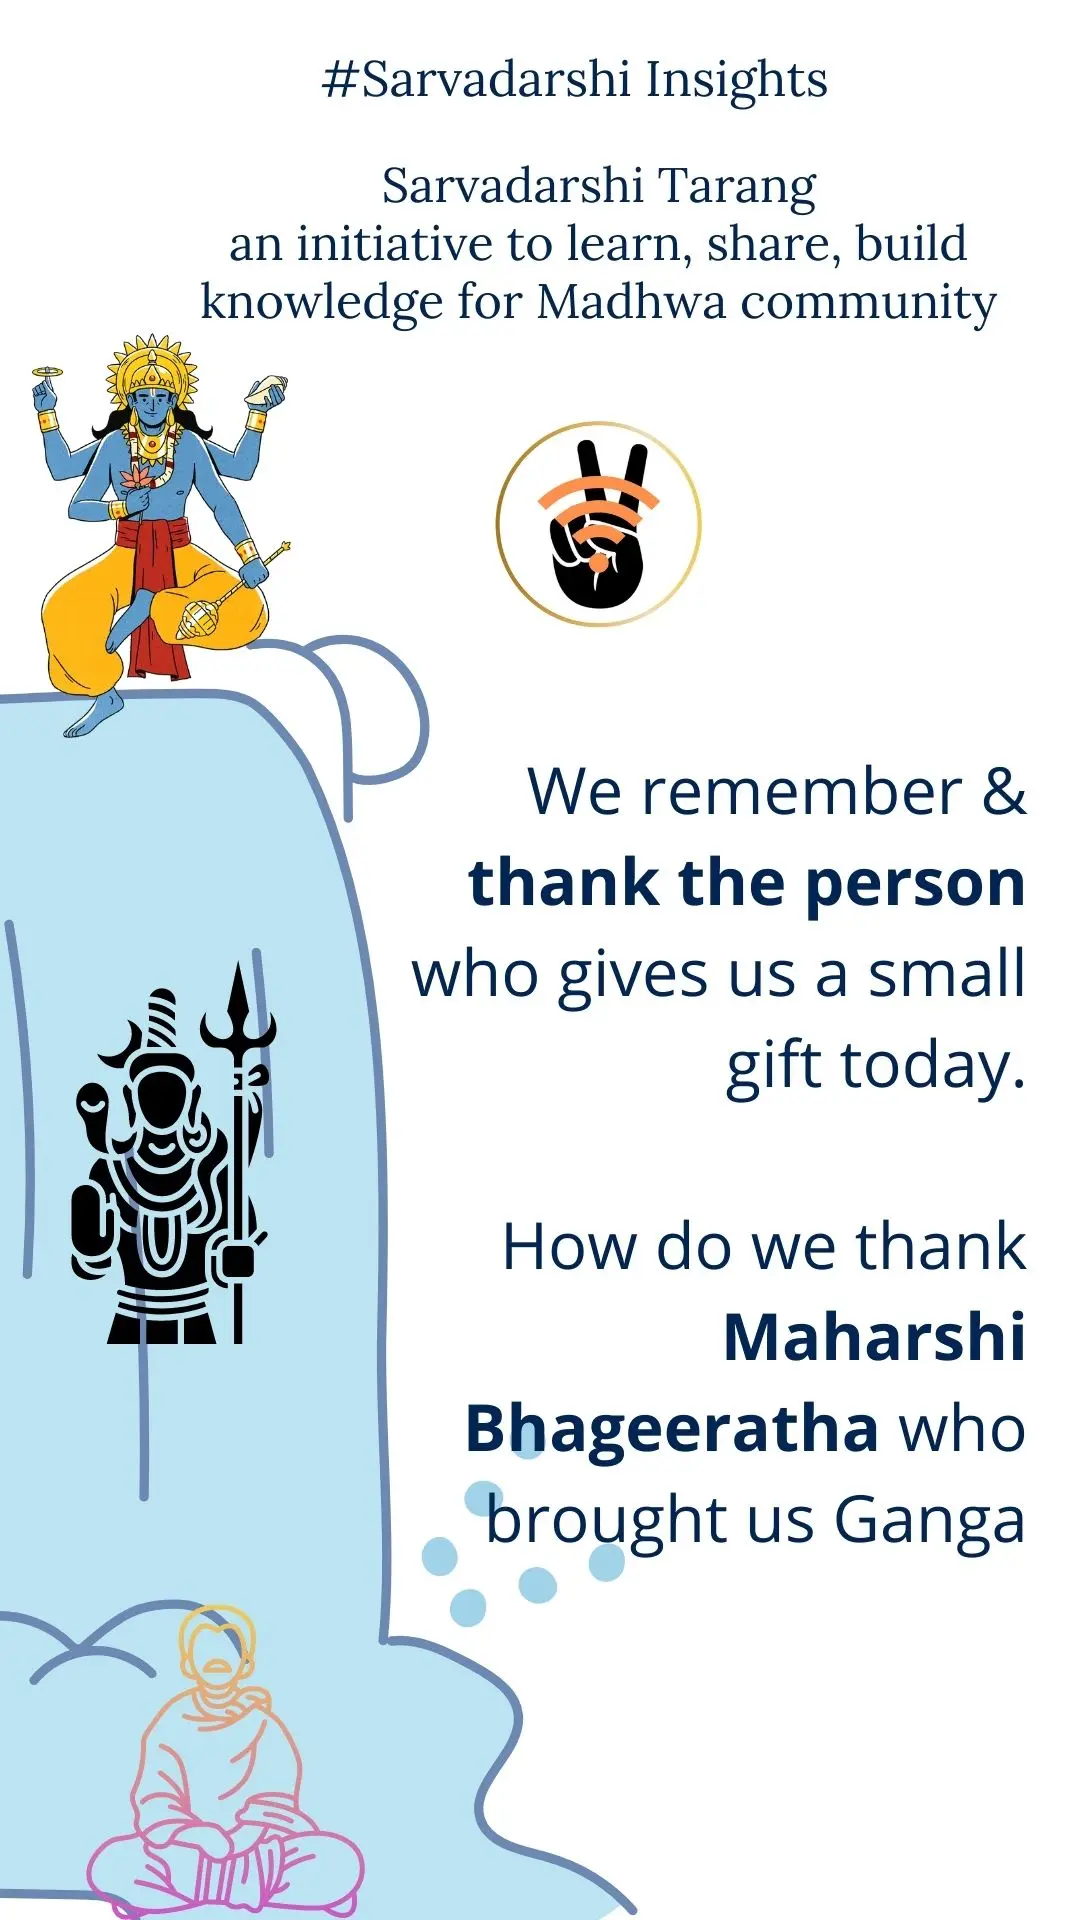 #Sarvadarshi Insights
Sarvadarshi Tarang
an initiative to learn, share, build
knowledge for Madhwa community
We remember &
thank the person
who gives us a small
gift today.
How do we thank
Maharshi
Bhageeratha who
brought us Ganga